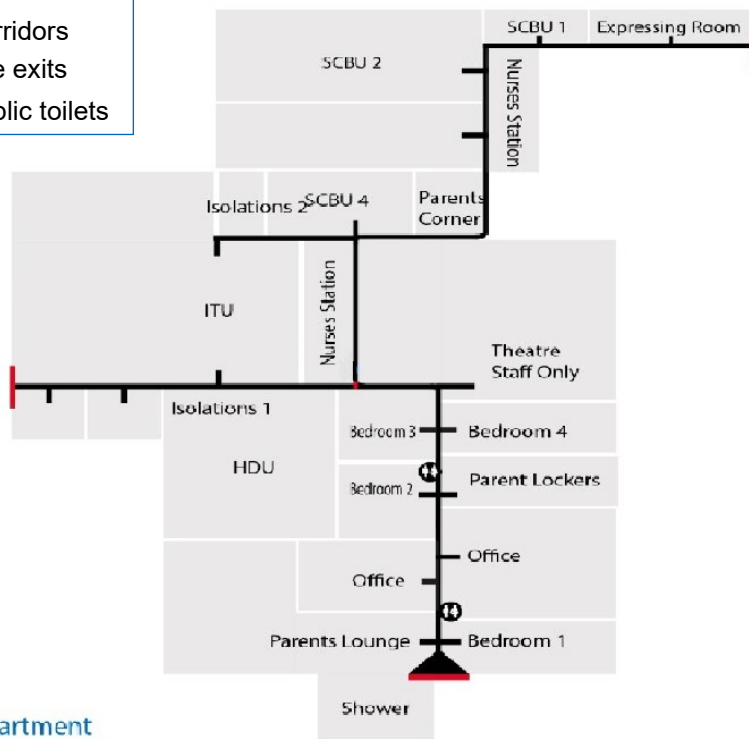 rridors
e exits
olic toilets
SCBU 1
Expressing Room
SCBU 2
Nurses Station
Isolations 2
SCBU 4
Parents
Corner
ITU
Nurses Station
Theatre
Staff Only
Isolations 1
Bedroom 3
Bedroom 4
HDU
Bedroom 2
Parent Lockers
Office
Office
Parents Lounge
Bedroom 1
Shower
artment